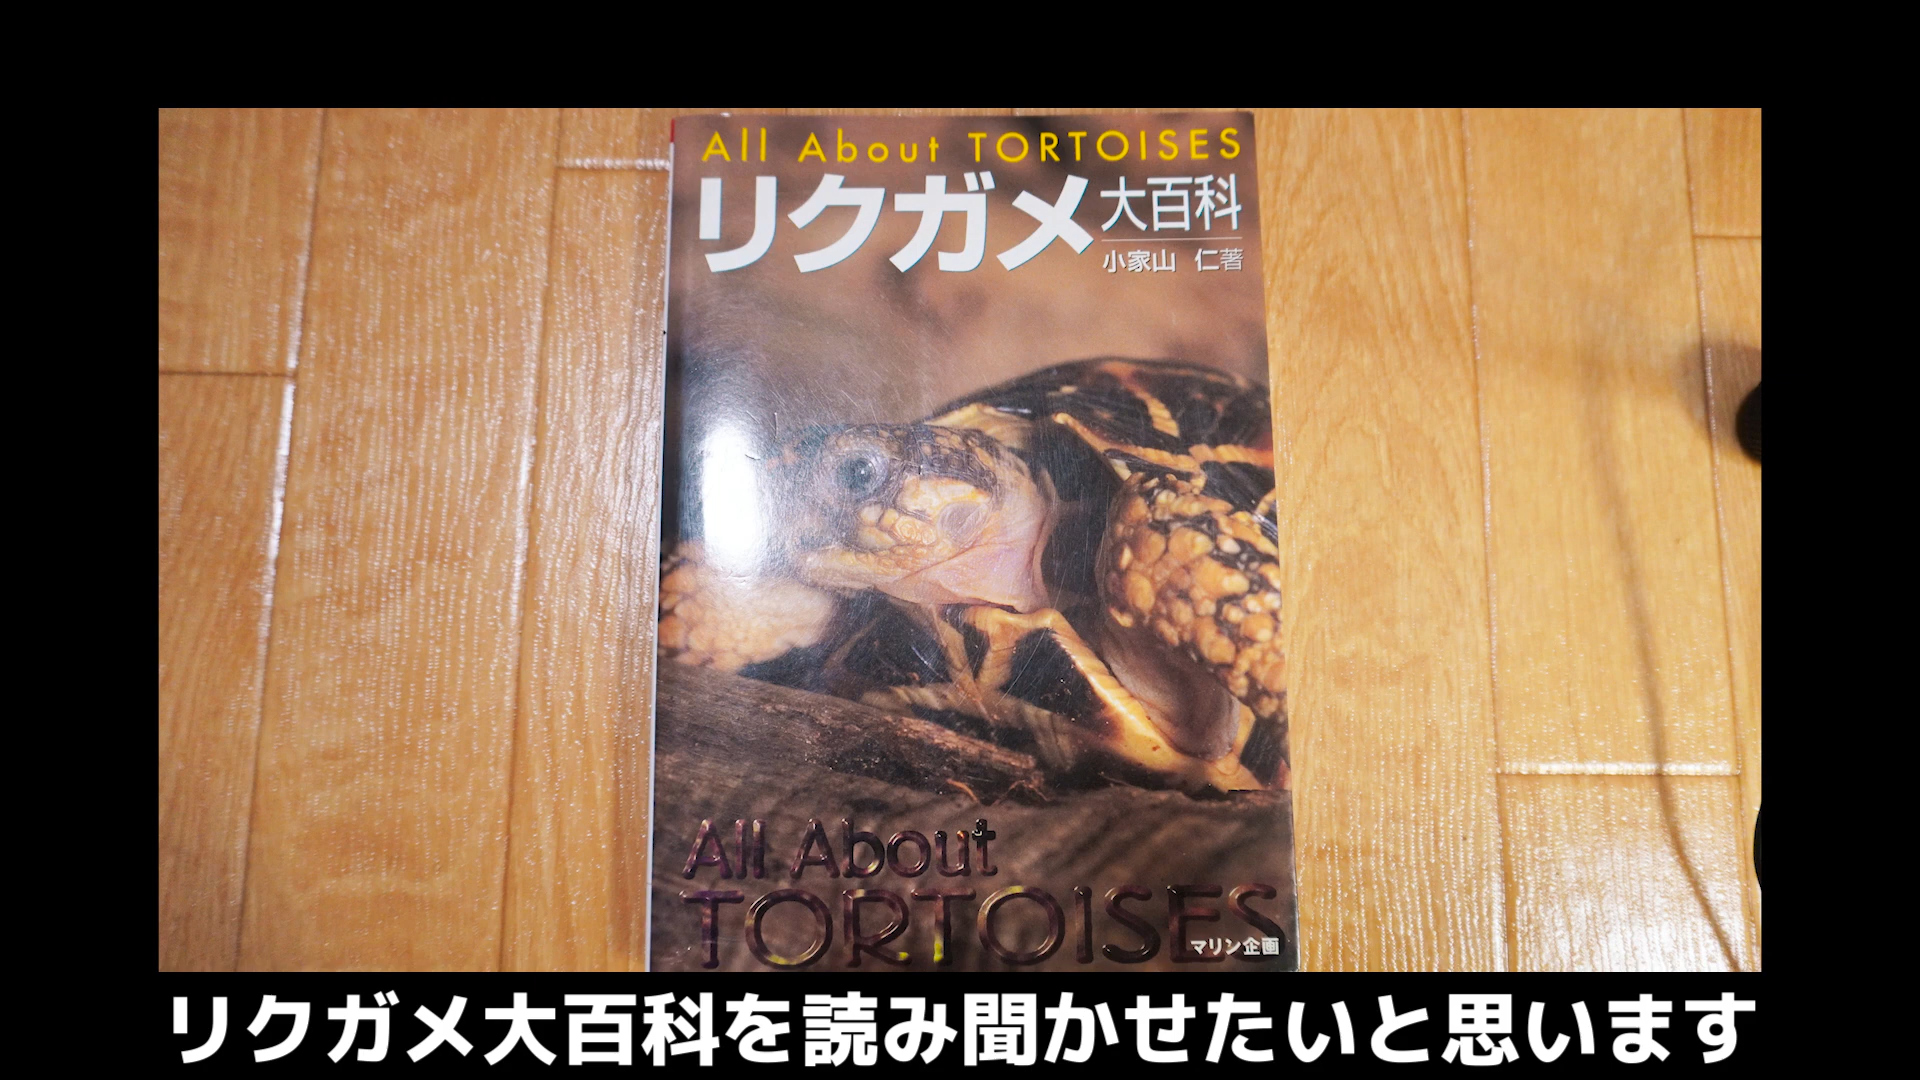 All About TORTOISES
リクガメ大百科
小家山 仁著
All About
TORTOISES
マリン企画
リクガメ大百科を読み聞かせたいと思います